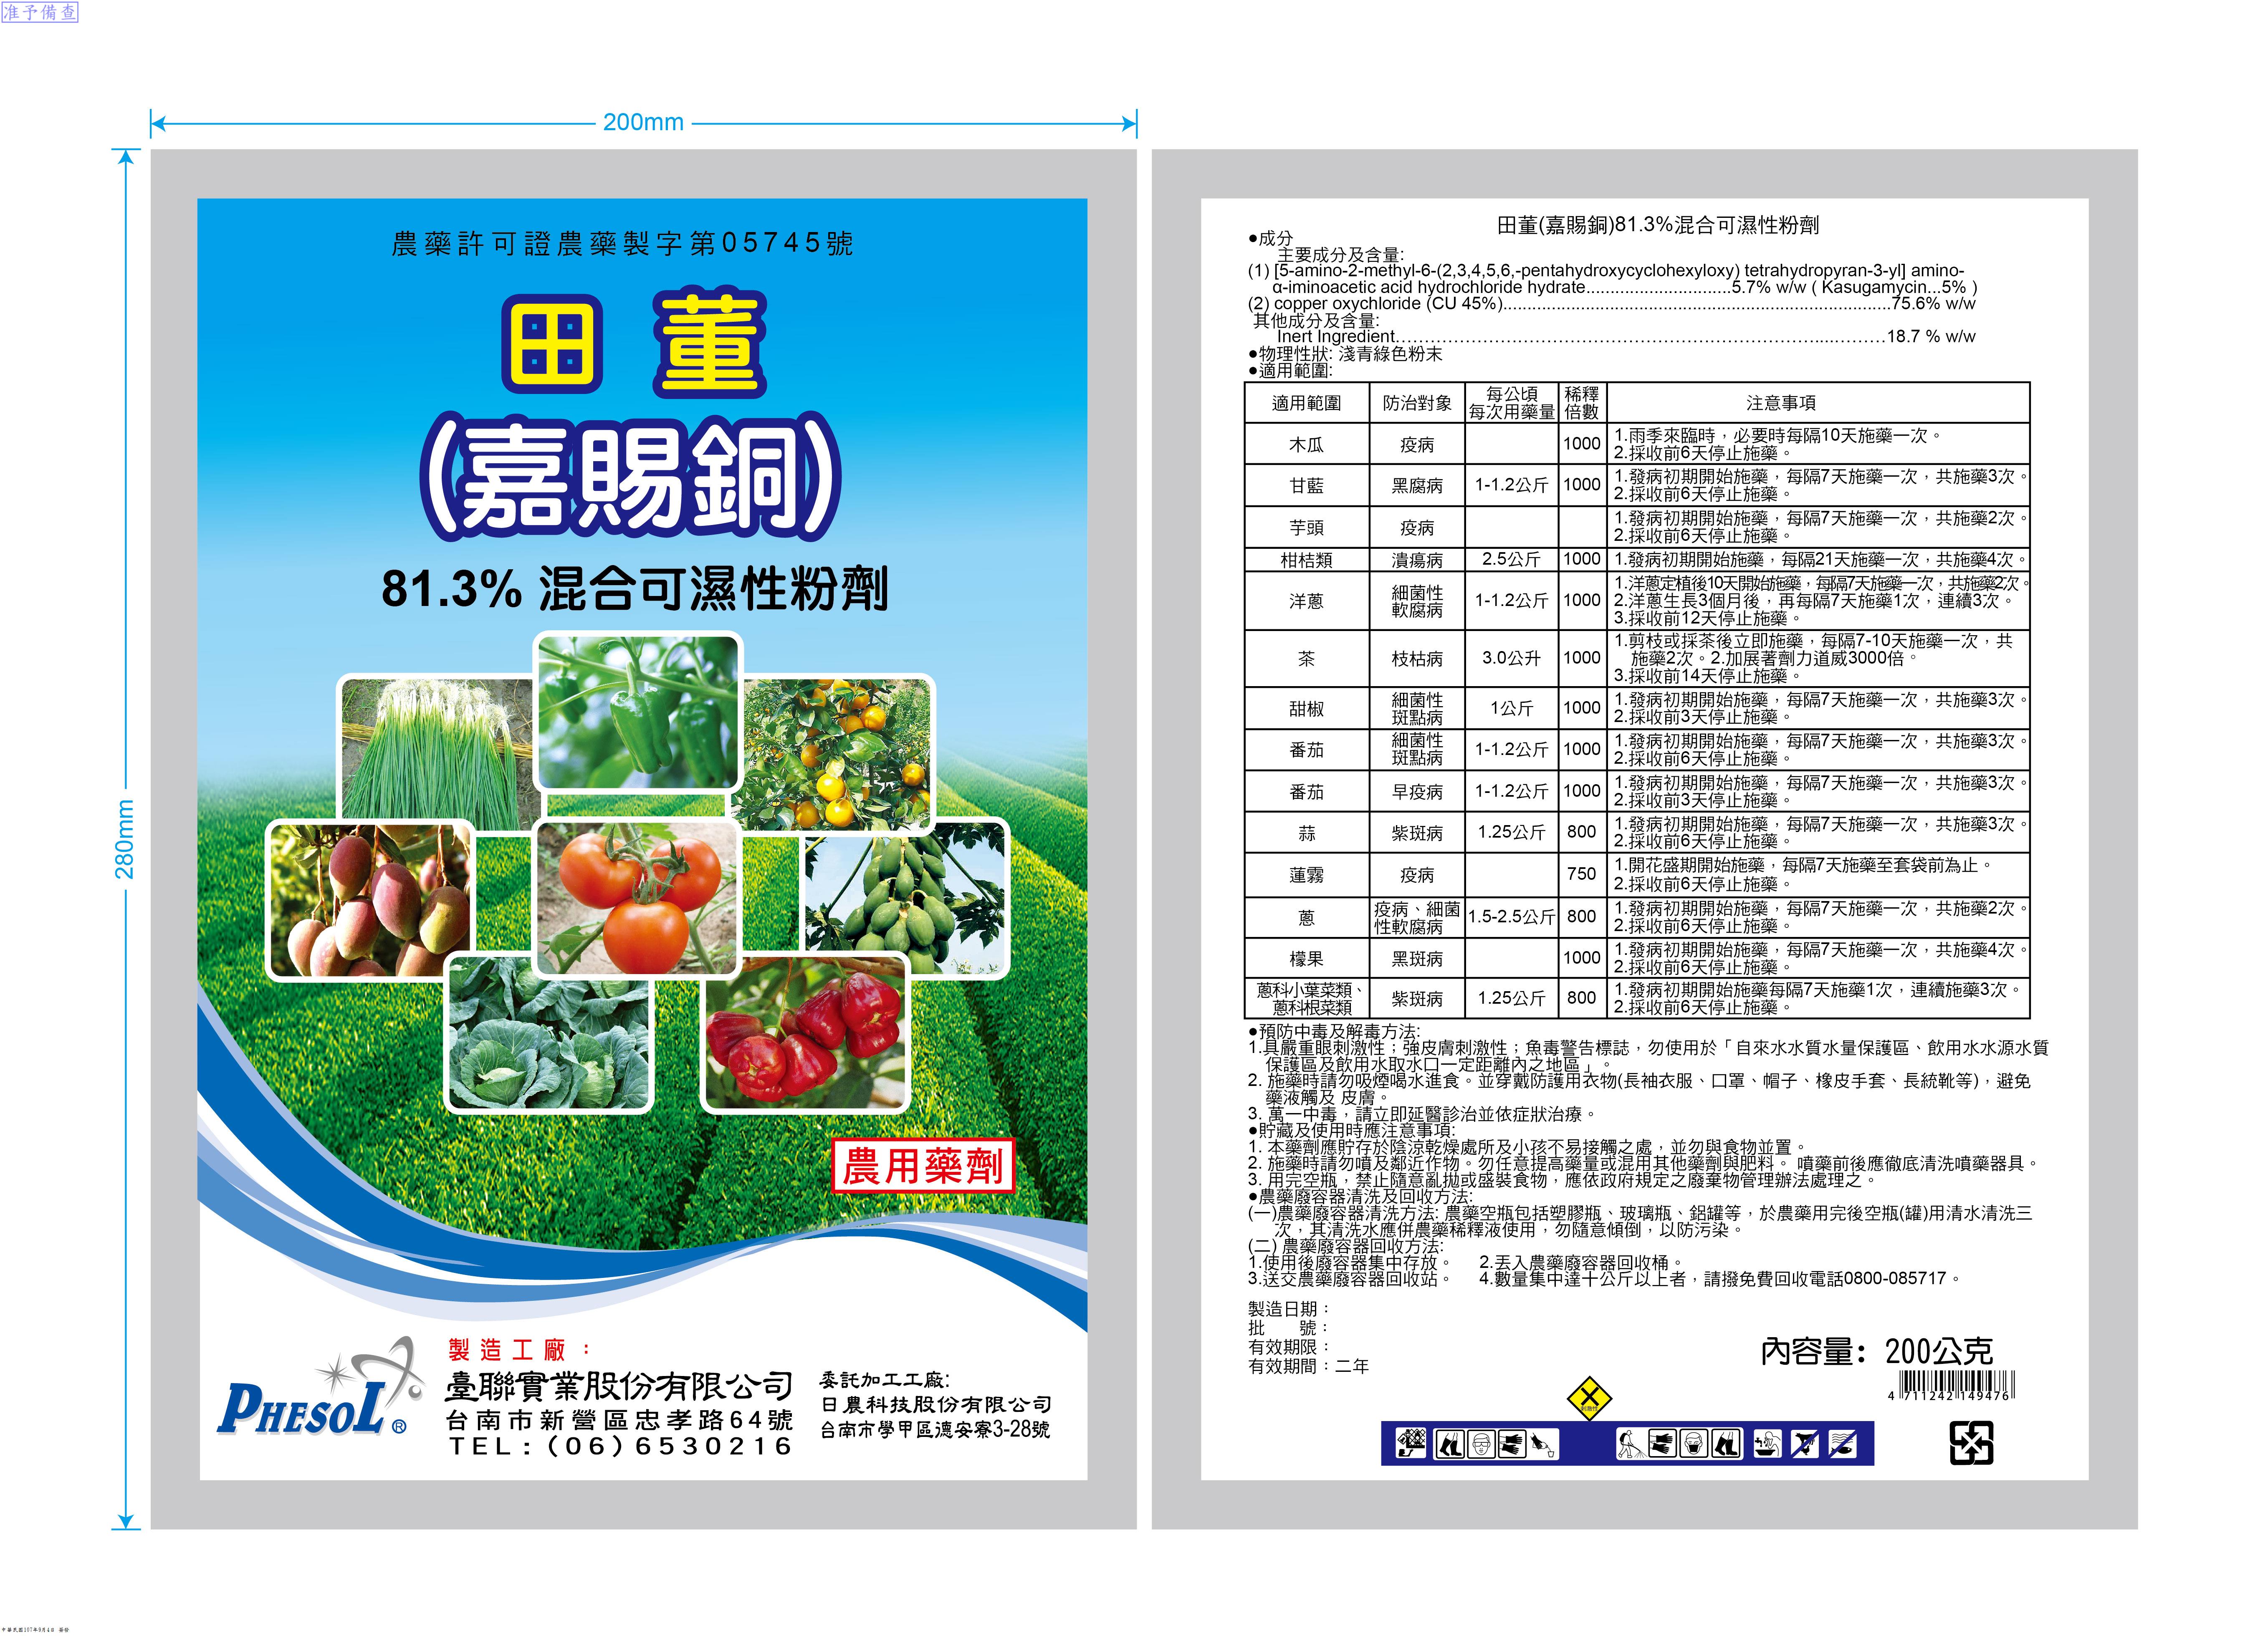 准予備查
200mm
280mm
農藥許可證農藥製字第05745號
田董
(嘉賜銅)
81.3% 混合可濕性粉劑
農用藥劑
PHESOL®
製造工廠：
臺聯實業股份有限公司
台南市新營區忠孝路64號
TEL：(06)6530216
委託加工工廠:
日農科技股份有限公司
台南市學甲區德安寮3-28號
田董(嘉賜銅)81.3%混合可濕性粉劑
●成分
主要成分及含量:
(1) [5-amino-2-methyl-6-(2,3,4,5,6,-pentahydroxycyclohexyloxy) tetrahydropyran-3-yl] amino-
α-iminoacetic acid hydrochloride hydrate..............................5.7% w/w ( Kasugamycin...5% )
(2) copper oxychloride (CU 45%)................................................................................75.6% w/w
其他成分及含量:
Inert Ingredient……………………………………………………………....………18.7 % w/w
●物理性狀: 淺青綠色粉末
●適用範圍:
適用範圍 防治對象 每公頃每次用藥量 稀釋倍數 注意事項
木瓜 疫病 1000 1.雨季來臨時，必要時每隔10天施藥一次。
2.採收前6天停止施藥。
甘藍 黑腐病 1-1.2公斤 1000 1.發病初期開始施藥，每隔7天施藥一次，共施藥3次。
2.採收前6天停止施藥。
芋頭 疫病 1.發病初期開始施藥，每隔7天施藥一次，共施藥2次。
2.採收前6天停止施藥。
柑桔類 潰瘍病 2.5公斤 1000 1.發病初期開始施藥，每隔21天施藥一次，共施藥4次。
洋蔥 細菌性軟腐病 1-1.2公斤 1000 1.洋蔥定植後10天開始施藥，每隔7天施藥一次，共施藥2次。
2.洋蔥生長3個月後，再每隔7天施藥1次，連續3次。
3.採收前12天停止施藥。
茶 枝枯病 3.0公升 1000 1.剪枝或採茶後立即施藥，每隔7-10天施藥一次，共
施藥2次。2.加展著劑力道威3000倍。
3.採收前14天停止施藥。
甜椒 細菌性斑點病 1公斤 1000 1.發病初期開始施藥，每隔7天施藥一次，共施藥3次。
2.採收前3天停止施藥。
番茄 細菌性斑點病 1-1.2公斤 1000 1.發病初期開始施藥，每隔7天施藥一次，共施藥3次。
2.採收前6天停止施藥。
番茄 早疫病 1-1.2公斤 1000 1.發病初期開始施藥，每隔7天施藥一次，共施藥3次。
2.採收前3天停止施藥。
蒜 紫斑病 1.25公斤 800 1.發病初期開始施藥，每隔7天施藥一次，共施藥3次。
2.採收前6天停止施藥。
蓮霧 疫病 750 1.開花盛期開始施藥，每隔7天施藥至套袋前為止。
2.採收前6天停止施藥。
蔥 疫病、細菌性軟腐病 1.5-2.5公斤 800 1.發病初期開始施藥，每隔7天施藥一次，共施藥2次。
2.採收前6天停止施藥。
檬果 黑斑病 1000 1.發病初期開始施藥，每隔7天施藥一次，共施藥4次。
2.採收前6天停止施藥。
蔥科小葉菜類、蔥科根菜類 紫斑病 1.25公斤 800 1.發病初期開始施藥每隔7天施藥1次，連續施藥3次。
2.採收前6天停止施藥。
●預防中毒及解毒方法:
1.具嚴重眼刺激性；強皮膚刺激性；魚毒警告標誌，勿使用於「自來水水質水量保護區、飲用水水源水質
保護區及飲用水取水口一定距離內之地區」。
2. 施藥時請勿吸煙喝水進食。並穿戴防護用衣物(長袖衣服、口罩、帽子、橡皮手套、長統靴等)，避免
藥液觸及 皮膚。
3. 萬一中毒，請立即延醫診治並依症狀治療。
●貯藏及使用時應注意事項:
1. 本藥劑應貯存於陰涼乾燥處所及小孩不易接觸之處，並勿與食物並置。
2. 施藥時請勿噴及鄰近作物。勿任意提高藥量或混用其他藥劑與肥料。 噴藥前後應徹底清洗噴藥器具。
3. 用完空瓶，禁止隨意亂拋或盛裝食物，應依政府規定之廢棄物管理辦法處理之。
●農藥廢容器清洗及回收方法:
(一)農藥廢容器清洗方法: 農藥空瓶包括塑膠瓶、玻璃瓶、鋁罐等，於農藥用完後空瓶(罐)用清水清洗三
次，其清洗水應併農藥稀釋液使用，勿隨意傾倒，以防污染。
(二) 農藥廢容器回收方法:
1.使用後廢容器集中存放。 2.丟入農藥廢容器回收桶。
3.送交農藥廢容器回收站。 4.數量集中達十公斤以上者，請撥免費回收電話0800-085717。
製造日期：
批 號：
有效期限：
有效期間：二年
內容量: 200公克
4 711242 149476
刺激性
中華民國107年9月4日